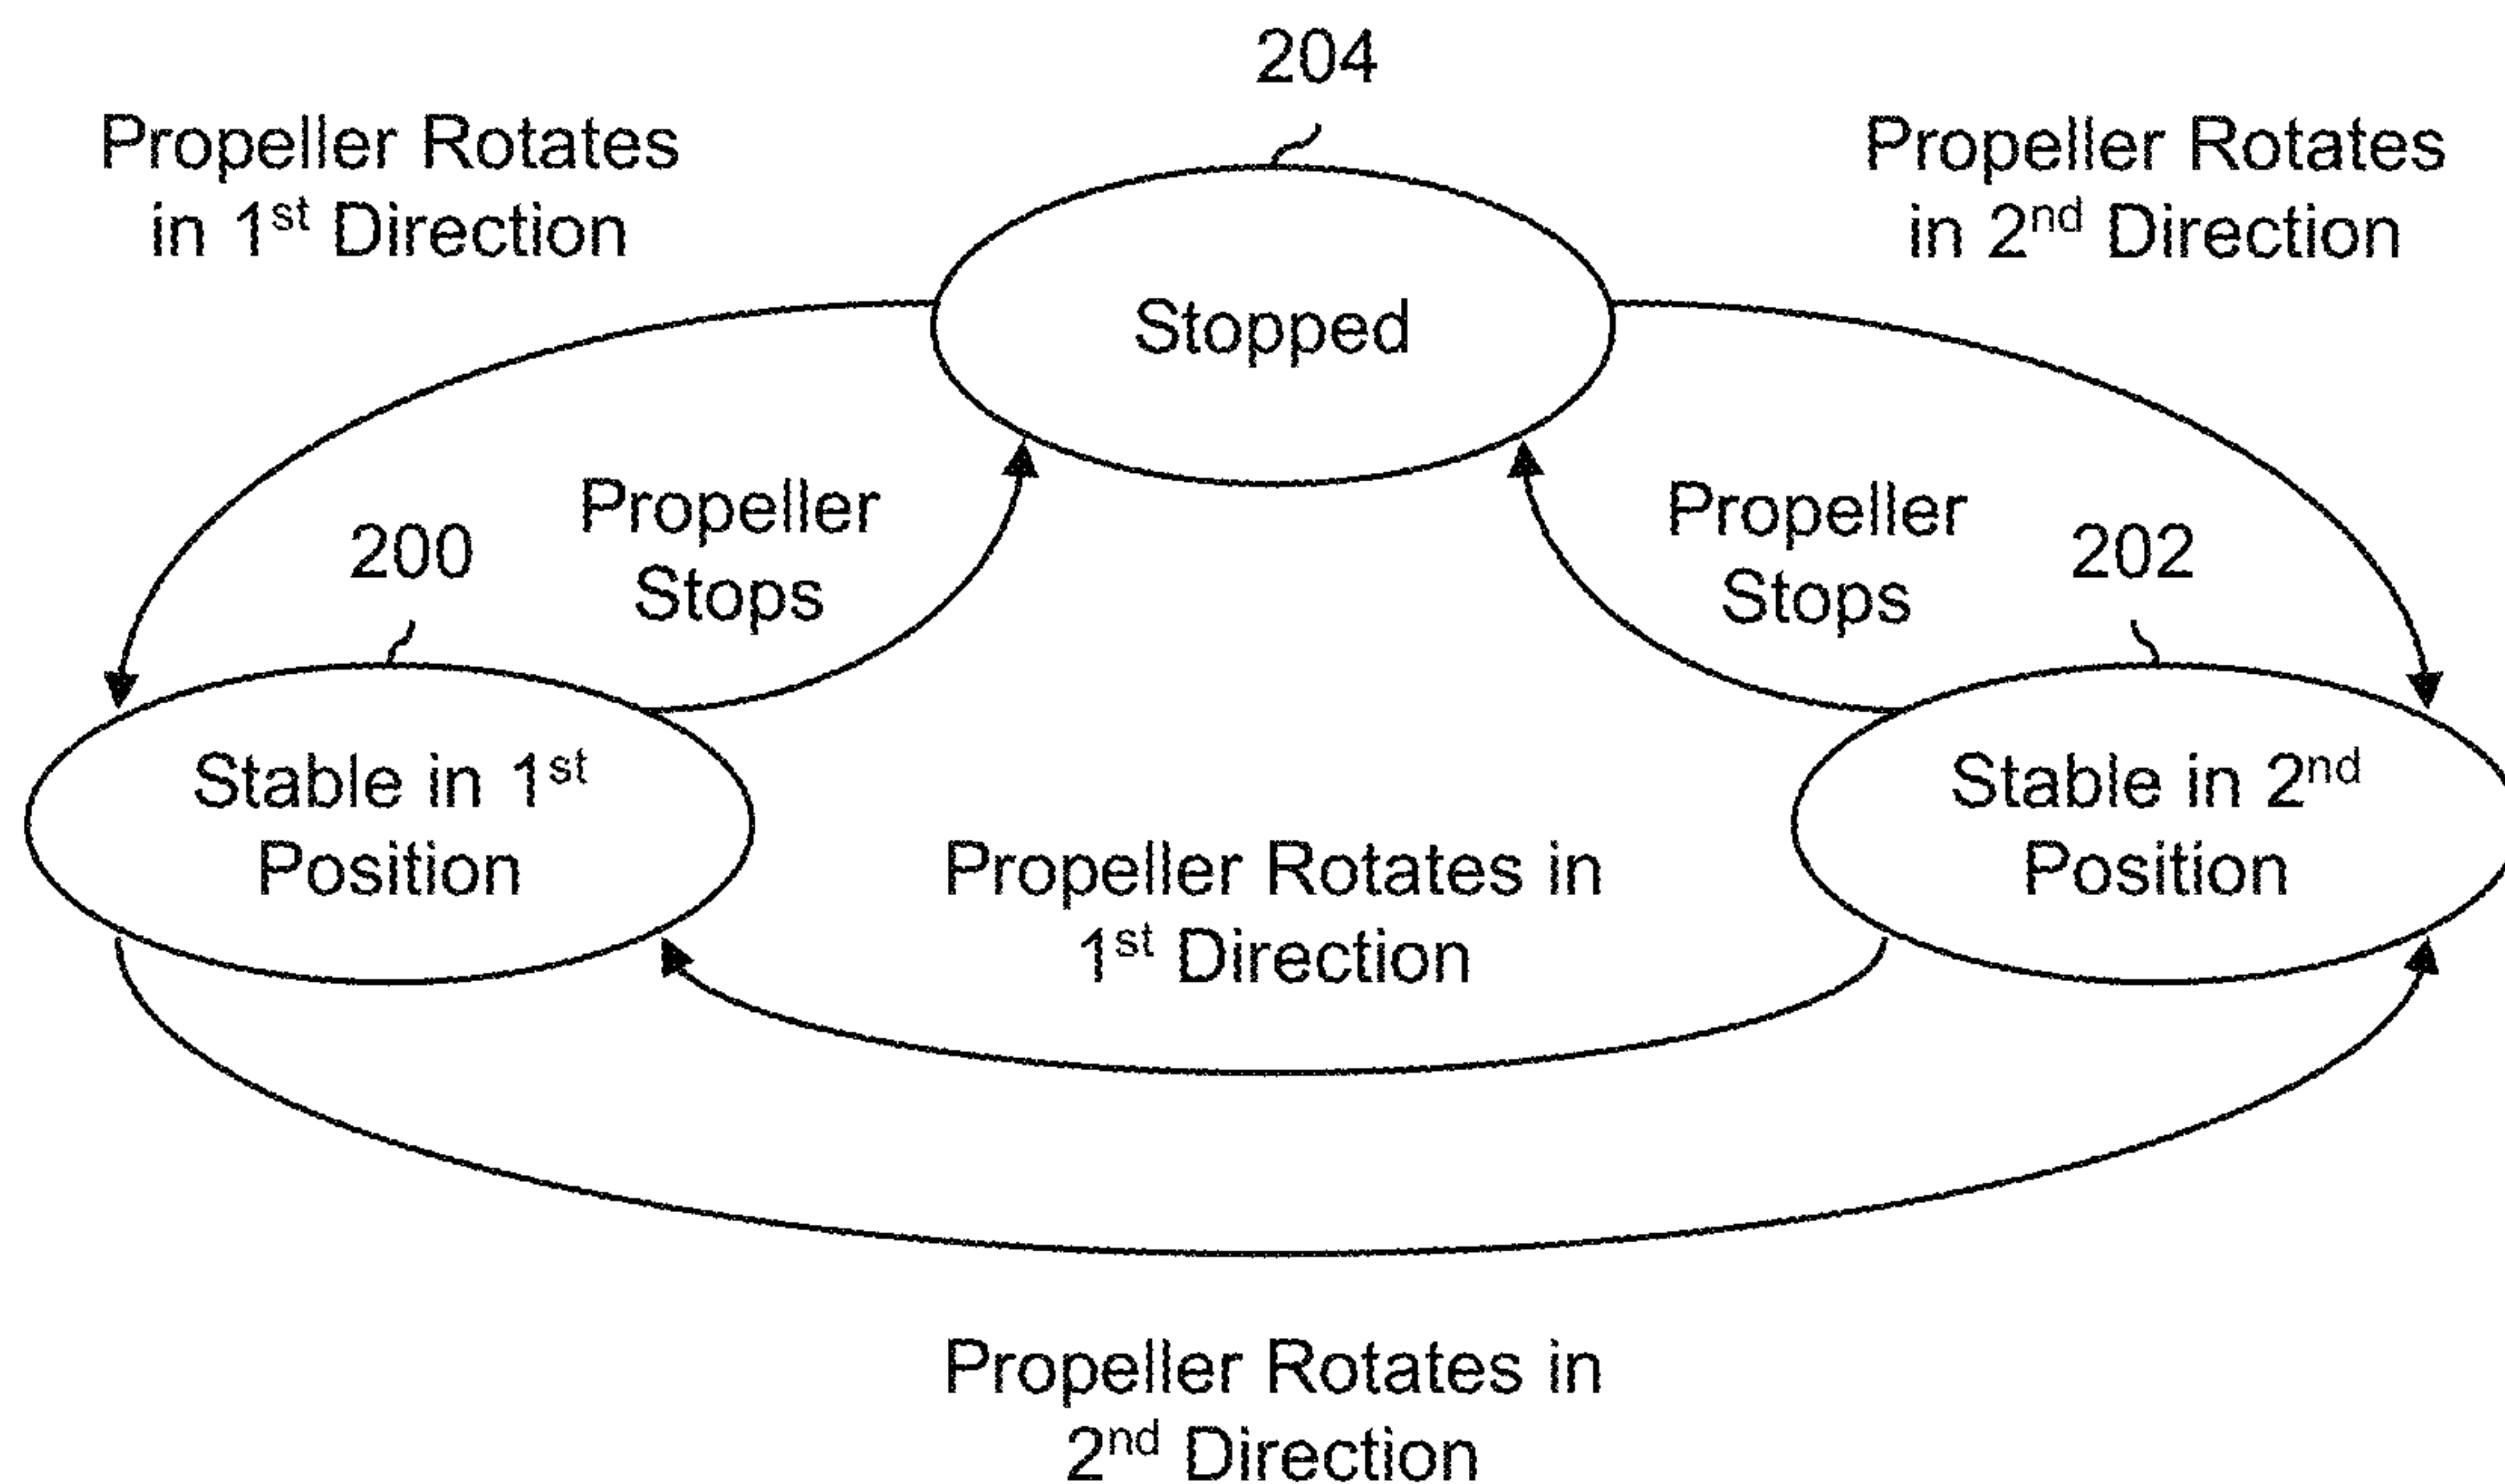 204
Propeller Rotates
in 1st Direction
Propeller Rotates
in 2nd Direction
Stopped
Propeller
Stops
Propeller
Stops
200
202
Stable in 1st
Position
Stable in 2nd
Position
Propeller Rotates in
1st Direction
Propeller Rotates in
2nd Direction